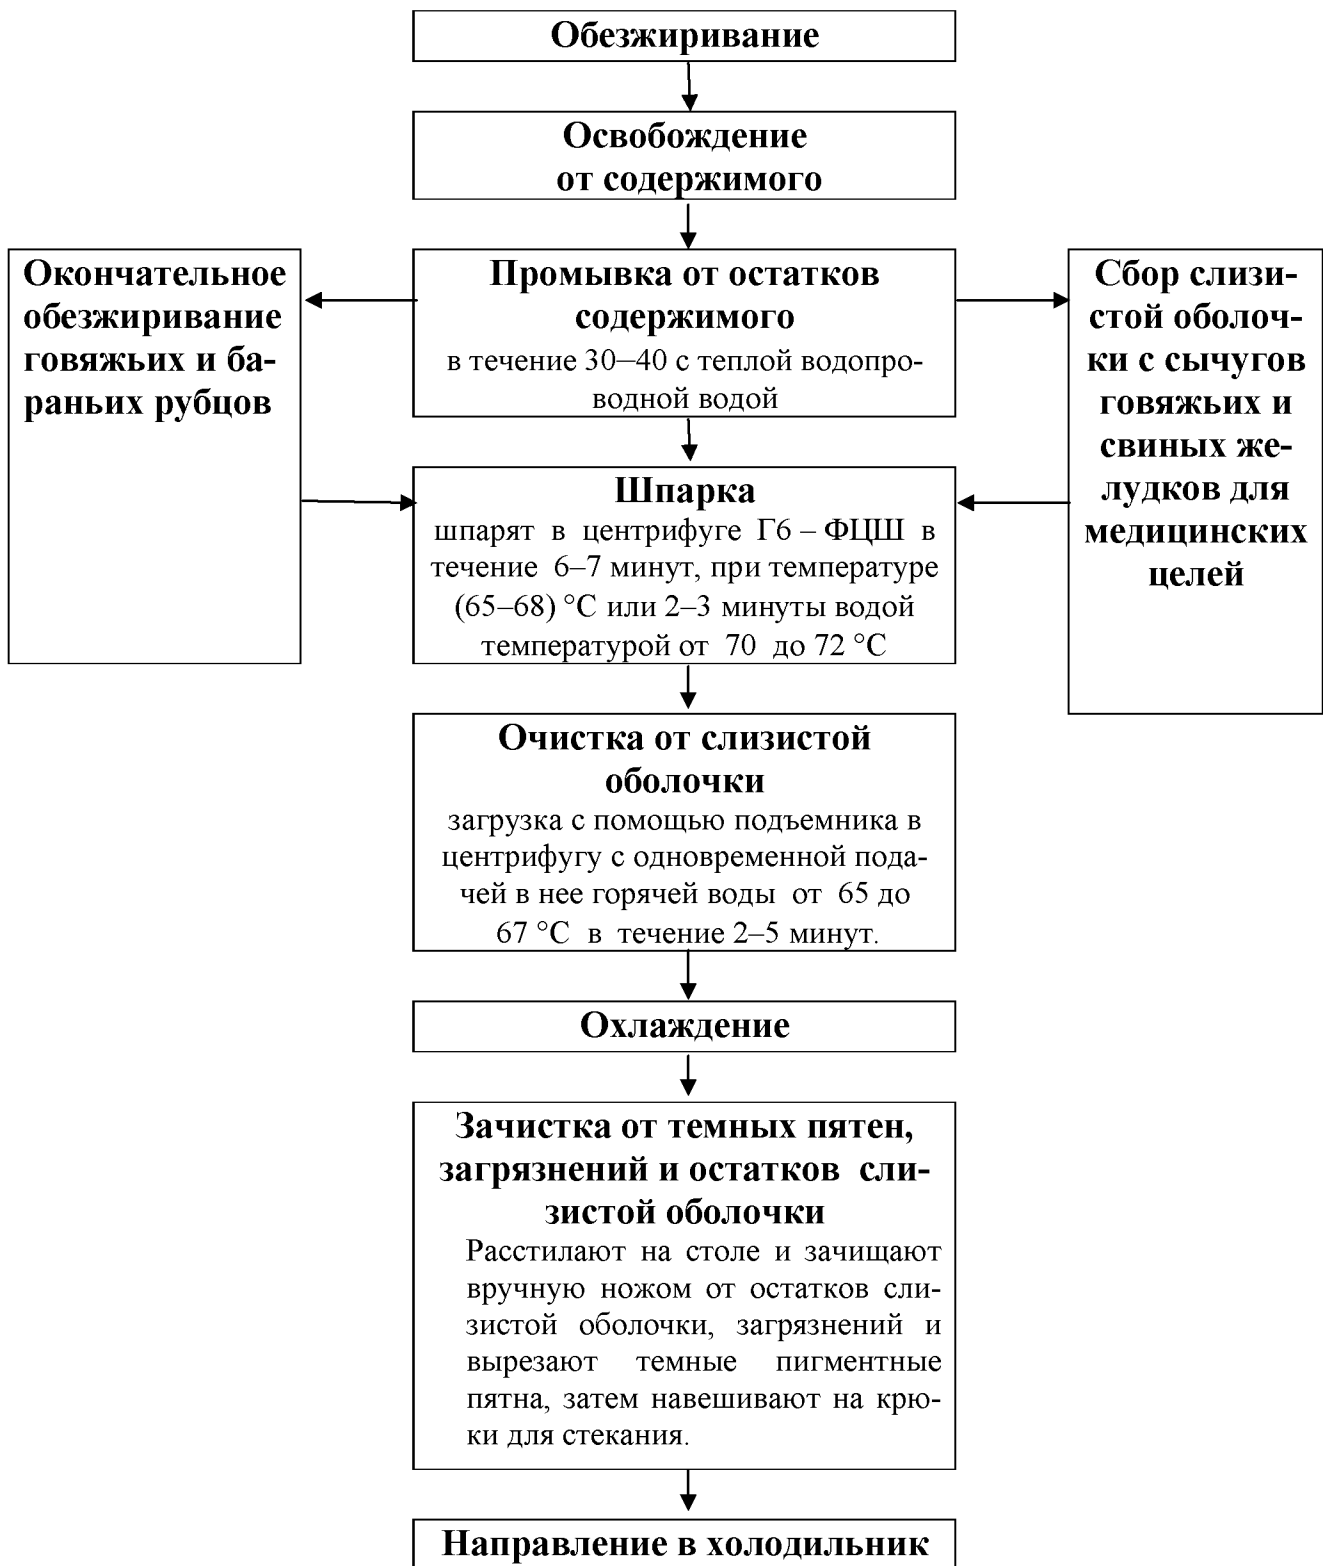 Обезжиривание
Освобождение
от содержимого
Окончательное
обезжиривание
говяжьих и ба-
раньих рубцов
Промывка от остатков
содержимого
в течение 30–40 с теплой водопро-
водной водой
Сбор слизи-
стой оболоч-
ки с сычугов
говяжьих и
свиных же-
лудков для
медицинских
целей
Шпарка
шпарят в центрифуге Г6 – ФЦШ в
течение 6–7 минут, при температуре
(65–68) °С или 2–3 минуты водой
температурой от 70 до 72 °С
Очистка от слизистой
оболочки
загрузка с помощью подъемника в
центрифугу с одновременной пода-
чей в нее горячей воды от 65 до
67 °С в течение 2–5 минут.
Охлаждение
Зачистка от темных пятен,
загрязнений и остатков сли-
зистой оболочки
Расстилают на столе и зачищают
вручную ножом от остатков сли-
зистой оболочки, загрязнений и
вырезают темные пигментные
пятна, затем навешивают на крю-
ки для стекания.
Направление в холодильник